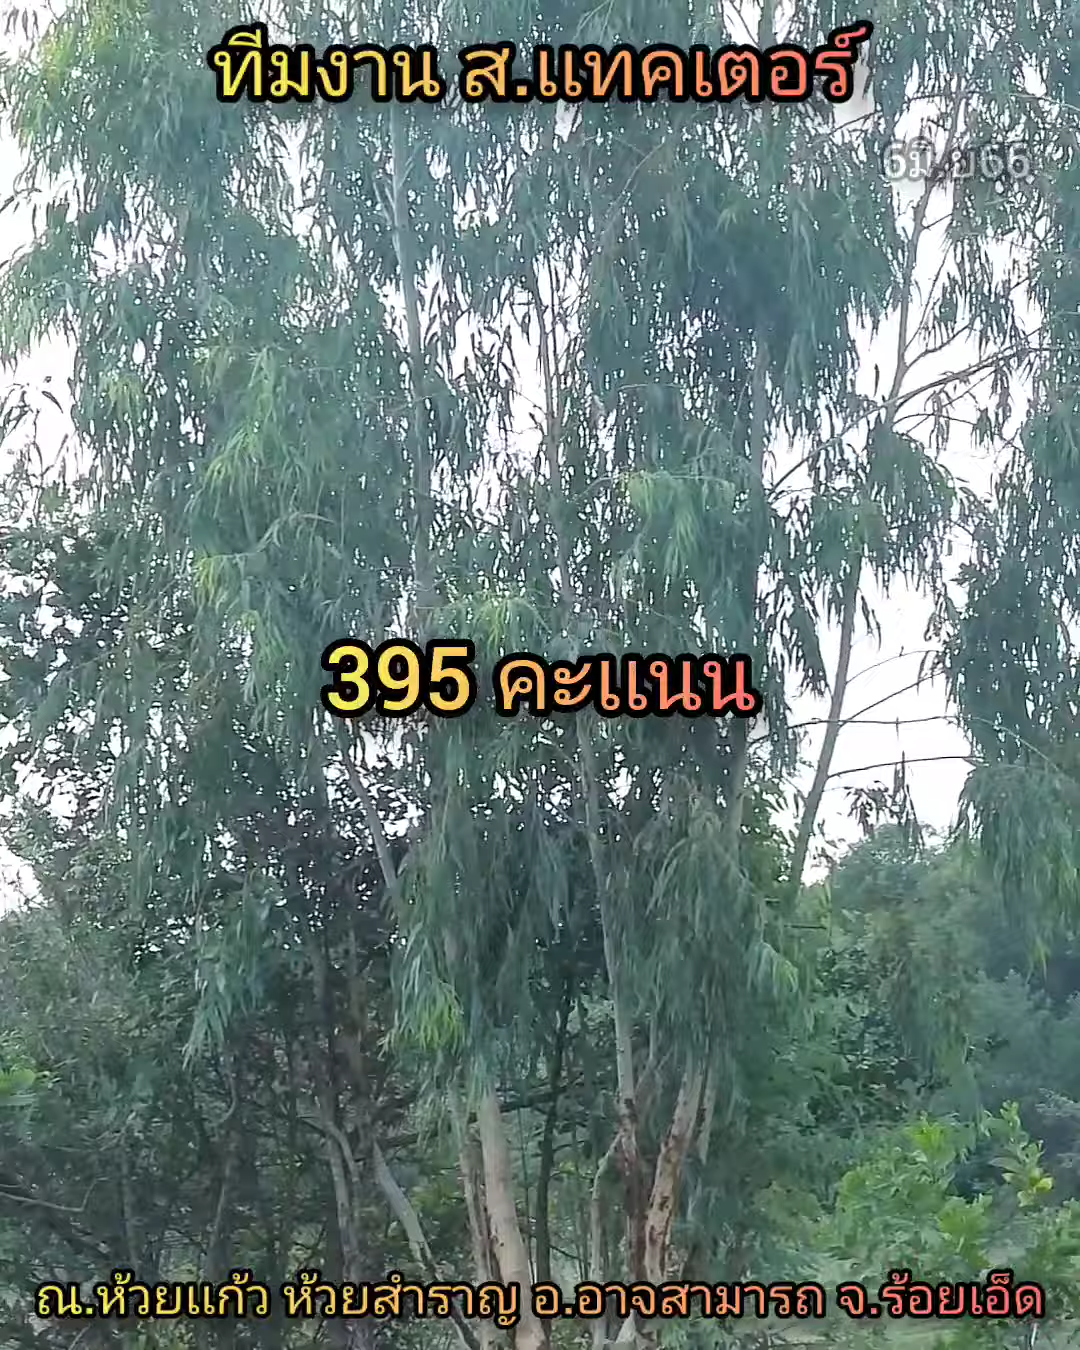 ทีมงาน ส.แทคเตอร์
6มิ.ย66
395 คะแนน
ณ.ห้วยแก้ว ห้วยสำราญ อ.อาจสามารถ จ.ร้อยเอ็ด